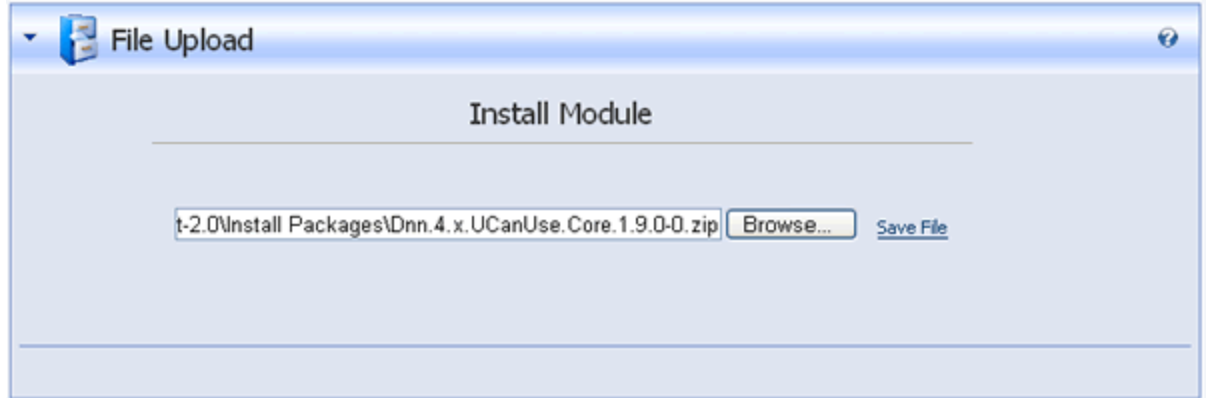 File Upload
?
Install Module
t-2.0\Install Packages\Dnn.4.x.UCanUse.Core.1.9.0-0.zip Browse... Save File